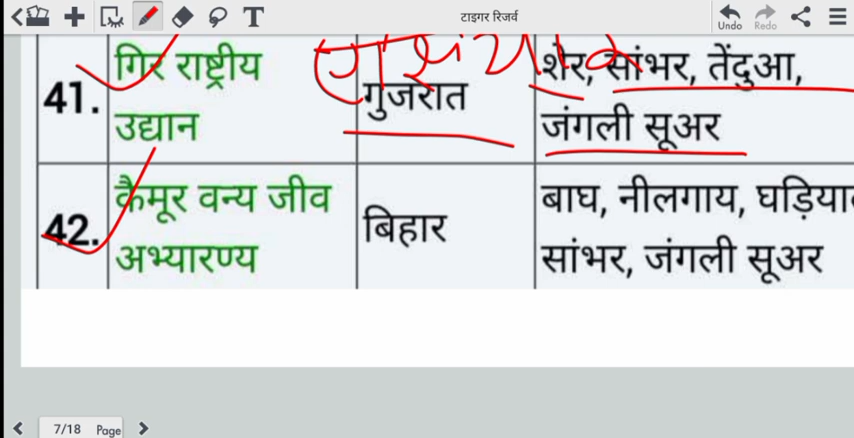 टाइगर रिजर्व
Undo Redo
41. गिर राष्ट्रीय उद्यान गुजरात शेर, सांभर, तेंदुआ, जंगली सूअर
42. कैमूर वन्य जीव अभ्यारण्य बिहार बाघ, नीलगाय, घड़िया सांभर, जंगली सूअर
7/18 Page